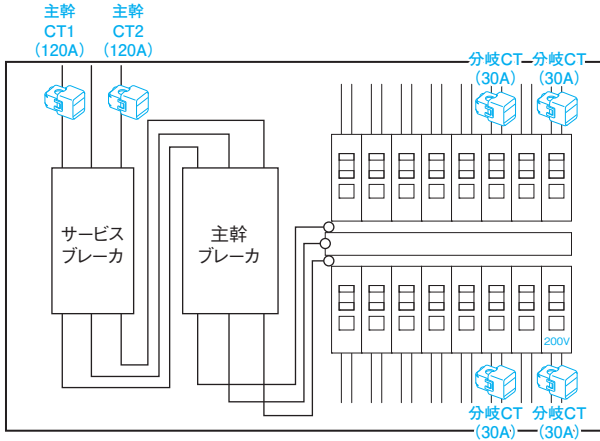 主幹
CT1
（120A）
主幹
CT2
（120A）
分岐CT
（30A）
分岐CT
（30A）
サービス
ブレーカ
主幹
ブレーカ
200V
分岐CT
（30A）
分岐CT
（30A）